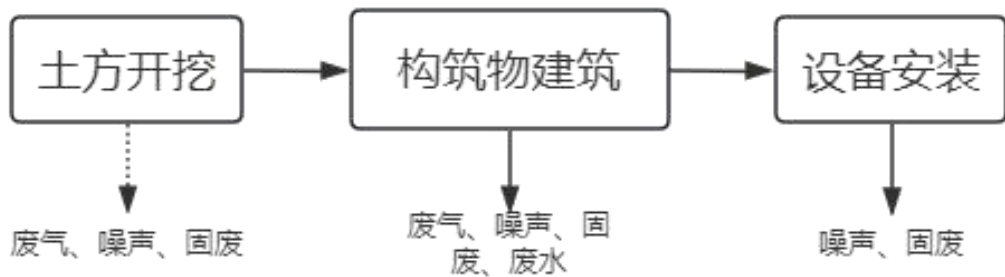 土方开挖
构筑物建筑
设备安装
废气、噪声、固废
废气、噪声、固
废、废水
噪声、固废